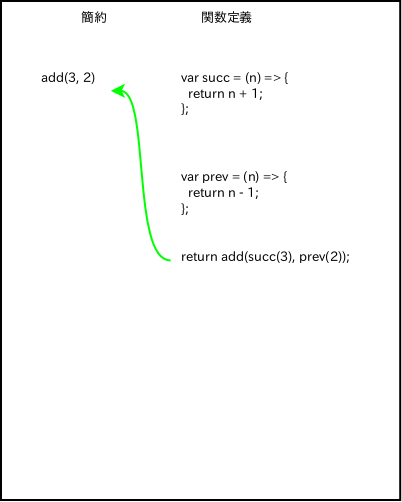 簡約 関数定義
add(3, 2)
var succ = (n) => {
return n + 1;
};
var prev = (n) => {
return n - 1;
};
return add(succ(3), prev(2));